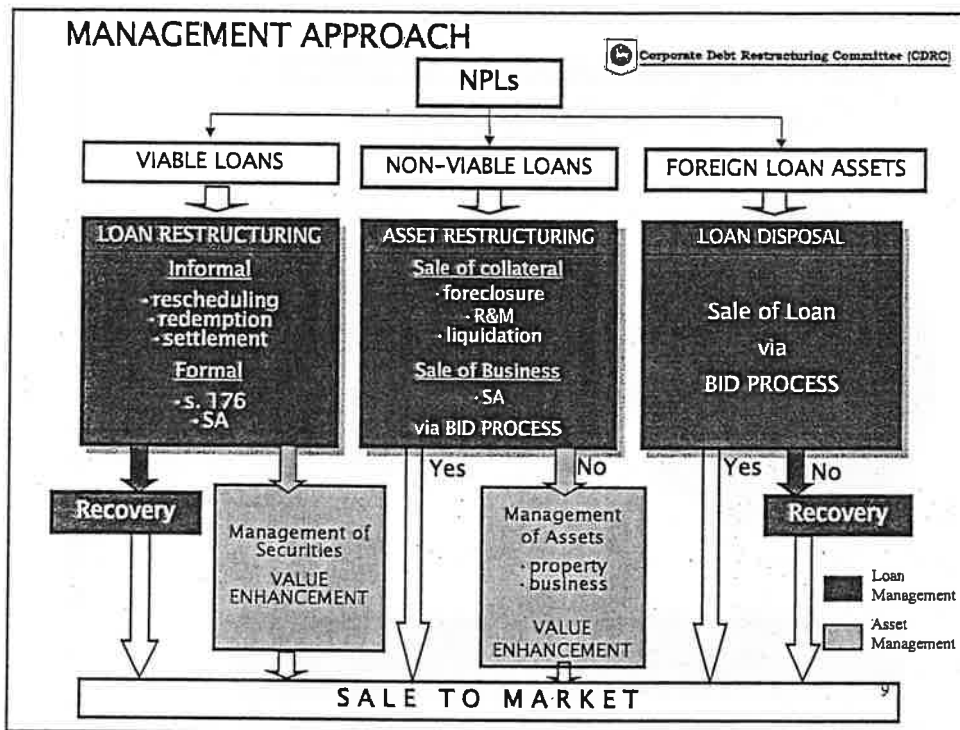 MANAGEMENT APPROACH
Corporate Debt Restructuring Committee (CDRC)
NPLs
VIABLE LOANS
NON-VIABLE LOANS
FOREIGN LOAN ASSETS
LOAN RESTRUCTURING
Informal
- rescheduling
- redemption
- settlement
Formal
- s. 176
- SA
ASSET RESTRUCTURING
Sale of collateral
· foreclosure
· R&M
· liquidation
Sale of Business
· SA
via BID PROCESS
LOAN DISPOSAL
Sale of Loan
via
BID PROCESS
Yes
No
Yes
No
Recovery
Management of
Securities
VALUE
ENHANCEMENT
Management
of Assets
· property
· business
VALUE
ENHANCEMENT
Recovery
Loan
Management
Asset
Management
SALE TO MARKET
9